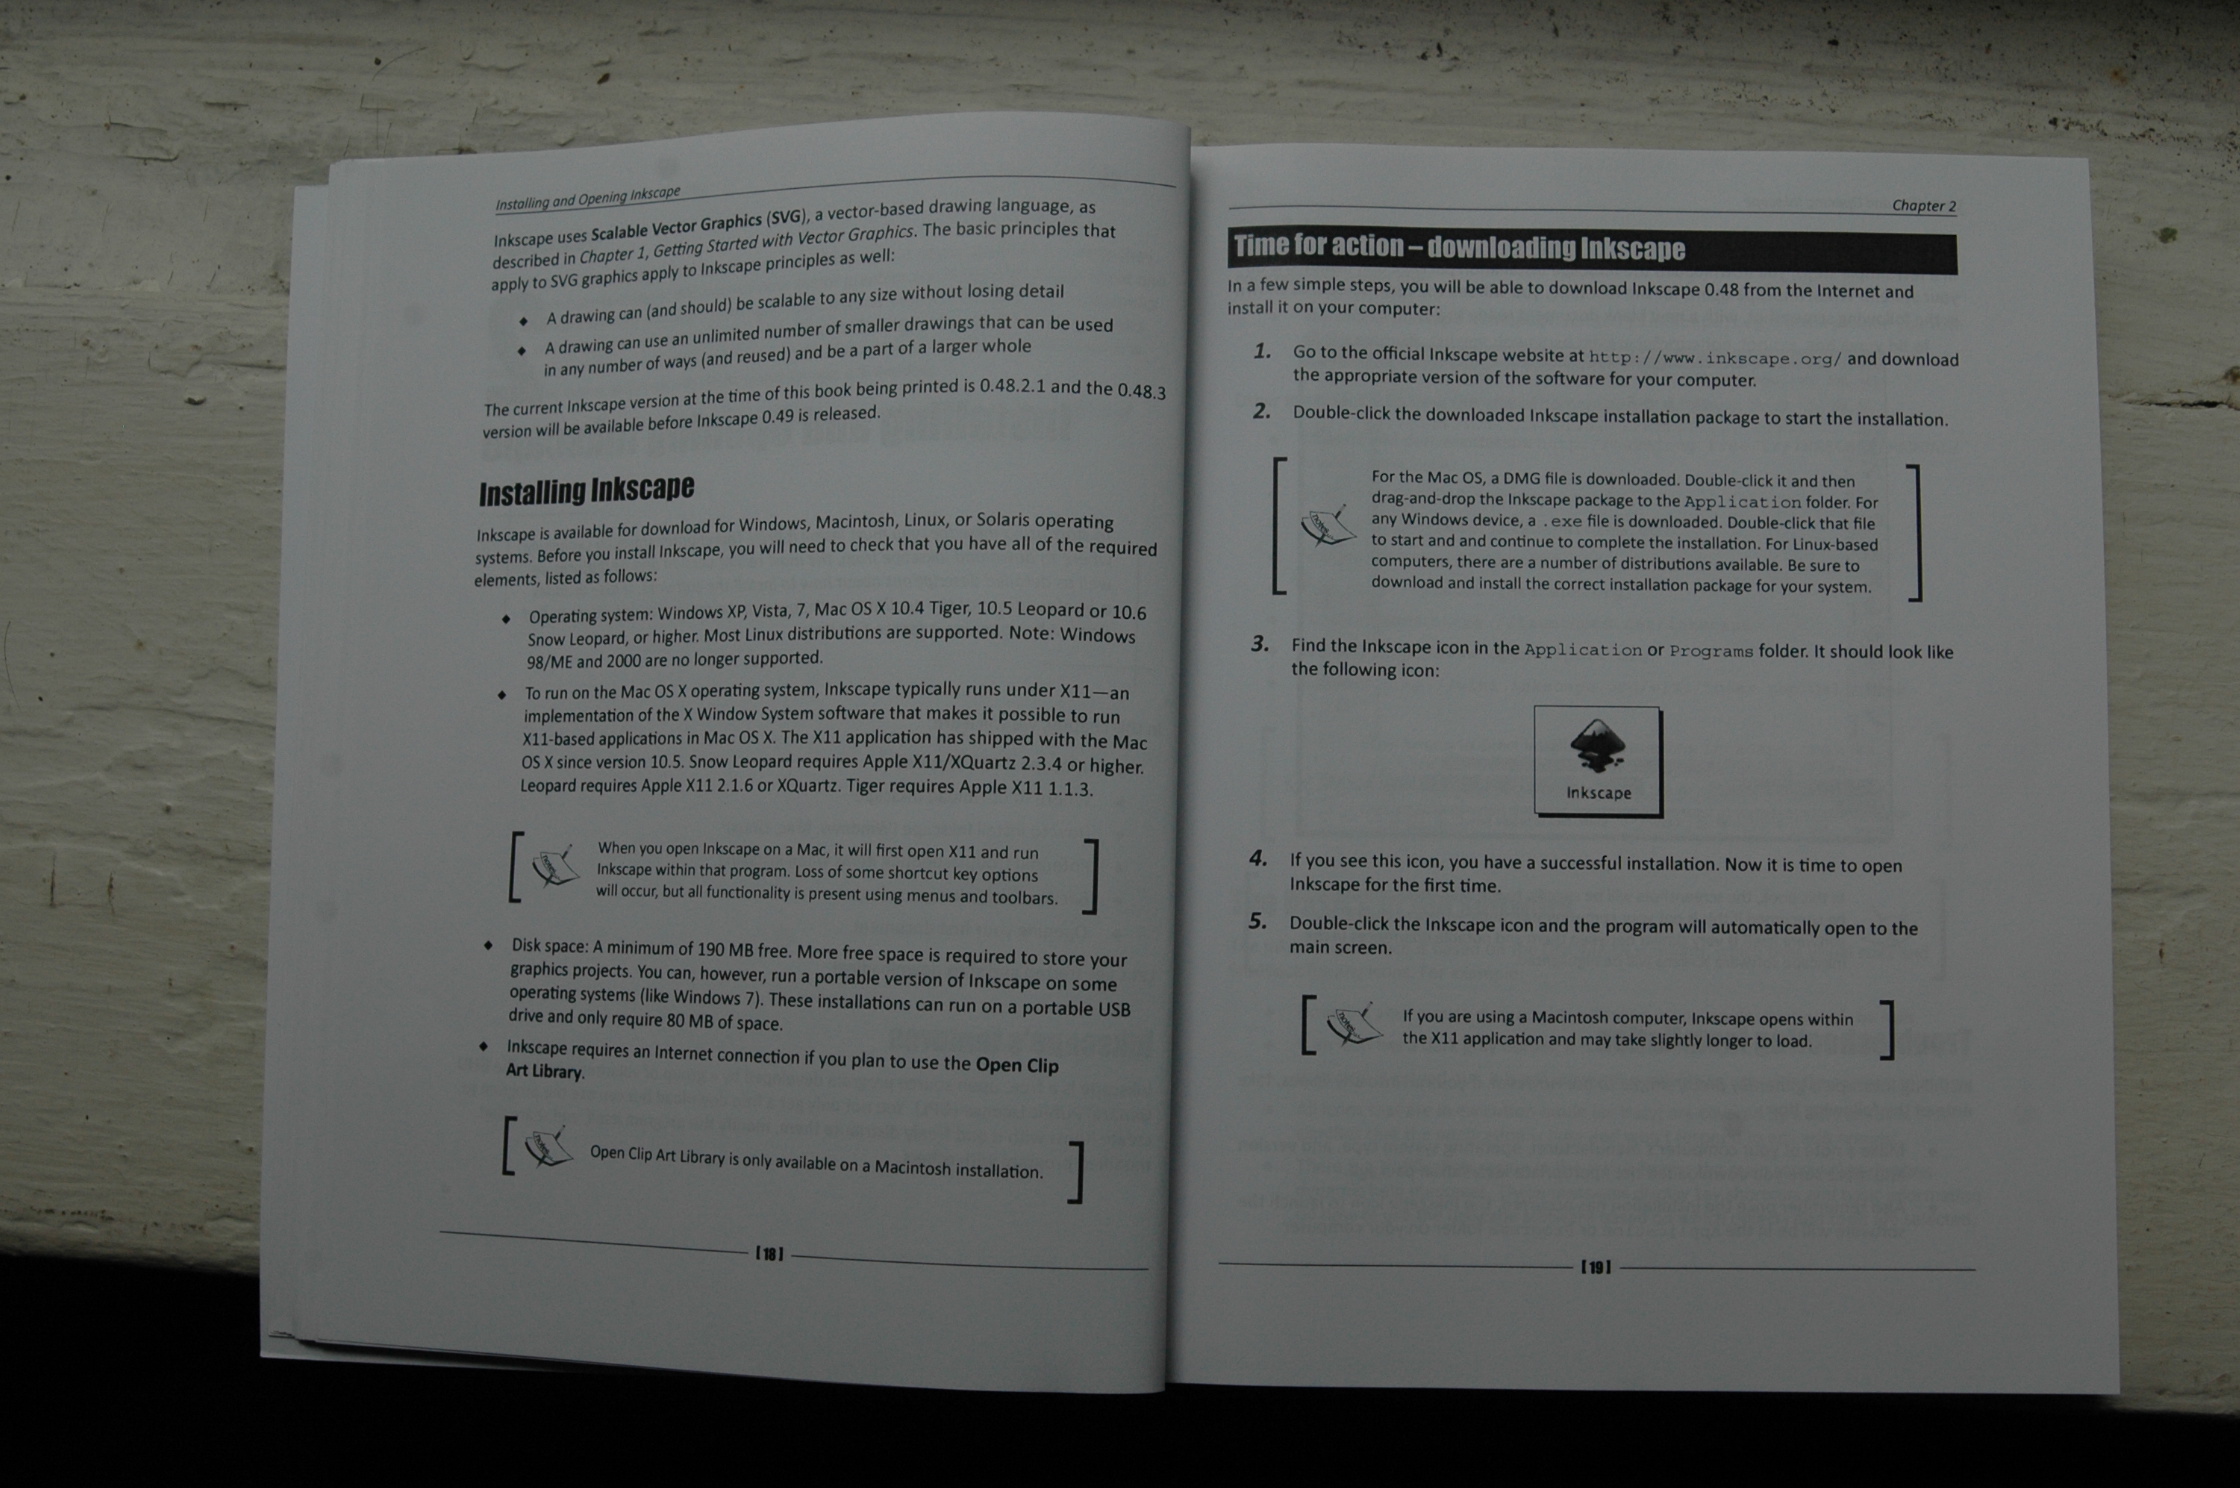 Installing and Opening Inkscape
Inkscape uses Scalable Vector Graphics (SVG), a vector-based drawing language, as
described in Chapter 1, Getting Started with Vector Graphics. The basic principles that
apply to SVG graphics apply to Inkscape principles as well:
◆ A drawing can (and should) be scalable to any size without losing detail
◆ A drawing can use an unlimited number of smaller drawings that can be used
in any number of ways (and reused) and be a part of a larger whole
The current Inkscape version at the time of this book being printed is 0.48.2.1 and the 0.48.3
version will be available before Inkscape 0.49 is released.
Installing Inkscape
Inkscape is available for download for Windows, Macintosh, Linux, or Solaris operating
systems. Before you install Inkscape, you will need to check that you have all of the required
elements, listed as follows:
◆ Operating system: Windows XP, Vista, 7, Mac OS X 10.4 Tiger, 10.5 Leopard or 10.6
Snow Leopard, or higher. Most Linux distributions are supported. Note: Windows
98/ME and 2000 are no longer supported.
◆ To run on the Mac OS X operating system, Inkscape typically runs under X11—an
implementation of the X Window System software that makes it possible to run
X11-based applications in Mac OS X. The X11 application has shipped with the Mac
OS X since version 10.5. Snow Leopard requires Apple X11/XQuartz 2.3.4 or higher.
Leopard requires Apple X11 2.1.6 or XQuartz. Tiger requires Apple X11 1.1.3.
When you open Inkscape on a Mac, it will first open X11 and run
Inkscape within that program. Loss of some shortcut key options
will occur, but all functionality is present using menus and toolbars.
◆ Disk space: A minimum of 190 MB free. More free space is required to store your
graphics projects. You can, however, run a portable version of Inkscape on some
operating systems (like Windows 7). These installations can run on a portable USB
drive and only require 80 MB of space.
◆ Inkscape requires an Internet connection if you plan to use the Open Clip
Art Library.
Open Clip Art Library is only available on a Macintosh installation.
[18]
Chapter 2
Time for action – downloading Inkscape
In a few simple steps, you will be able to download Inkscape 0.48 from the Internet and
install it on your computer:
1. Go to the official Inkscape website at http://www.inkscape.org/ and download
the appropriate version of the software for your computer.
2. Double-click the downloaded Inkscape installation package to start the installation.
For the Mac OS, a DMG file is downloaded. Double-click it and then
drag-and-drop the Inkscape package to the Application folder. For
any Windows device, a .exe file is downloaded. Double-click that file
to start and and continue to complete the installation. For Linux-based
computers, there are a number of distributions available. Be sure to
download and install the correct installation package for your system.
3. Find the Inkscape icon in the Application or Programs folder. It should look like
the following icon:
Inkscape
4. If you see this icon, you have a successful installation. Now it is time to open
Inkscape for the first time.
5. Double-click the Inkscape icon and the program will automatically open to the
main screen.
If you are using a Macintosh computer, Inkscape opens within
the X11 application and may take slightly longer to load.
[19]